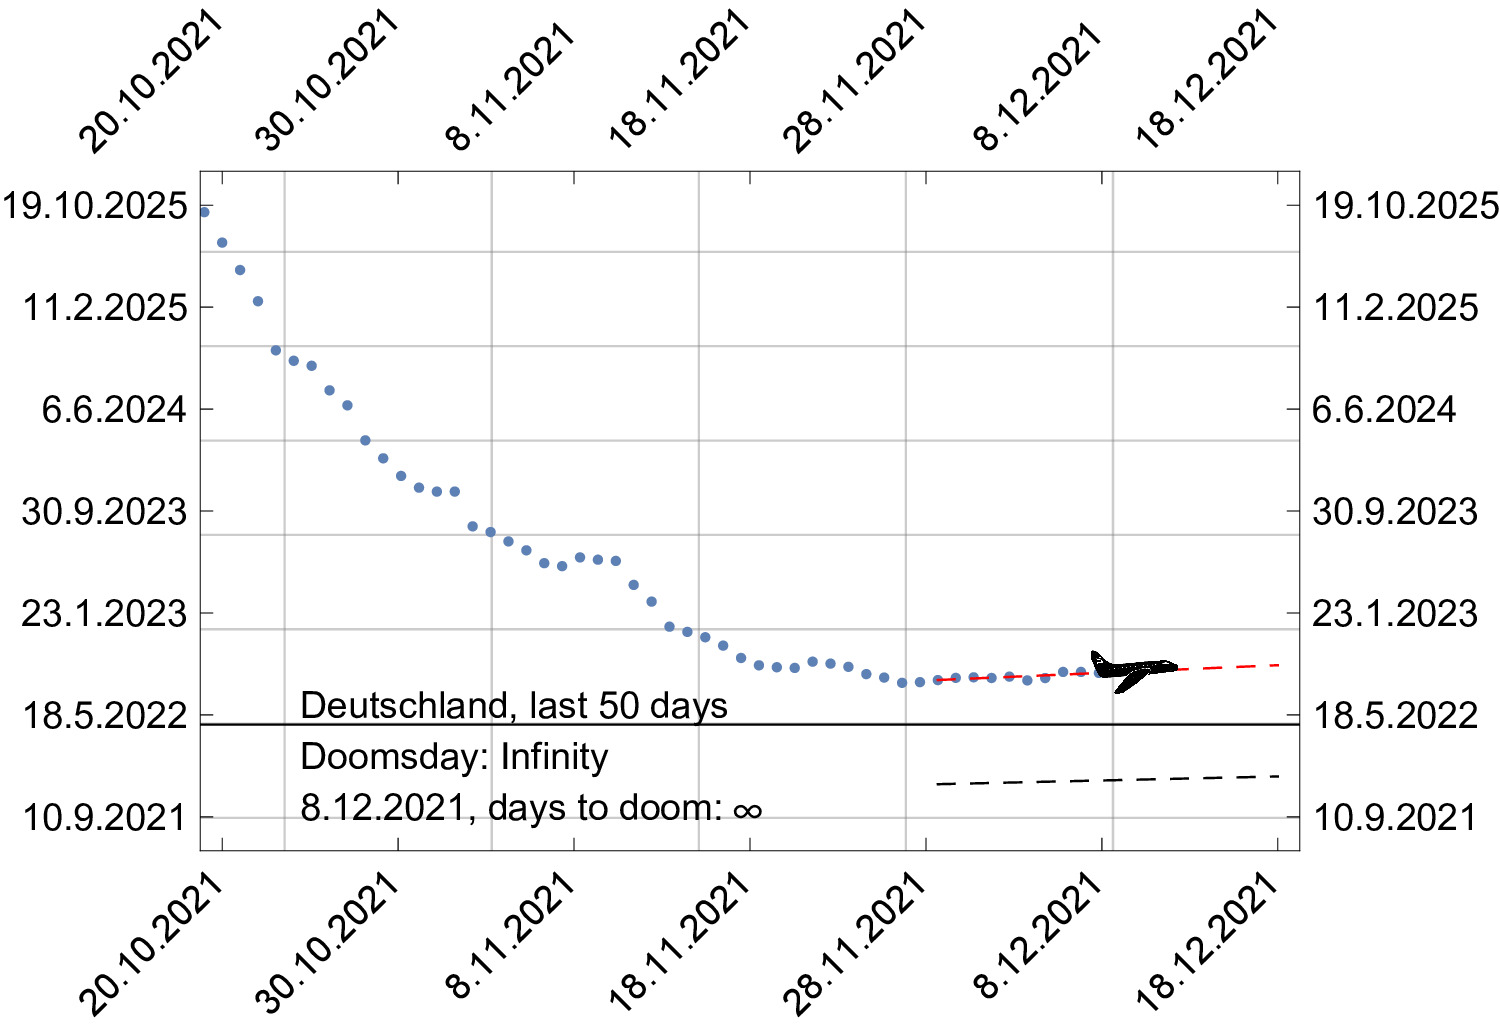 20.10.2021 30.10.2021 8.11.2021 18.11.2021 28.11.2021 8.12.2021 18.12.2021
19.10.2025 19.10.2025
11.2.2025 11.2.2025
6.6.2024 6.6.2024
30.9.2023 30.9.2023
23.1.2023 23.1.2023
Deutschland, last 50 days
18.5.2022 18.5.2022
Doomsday: Infinity
8.12.2021, days to doom: ∞
10.9.2021 10.9.2021
20.10.2021 30.10.2021 8.11.2021 18.11.2021 28.11.2021 8.12.2021 18.12.2021